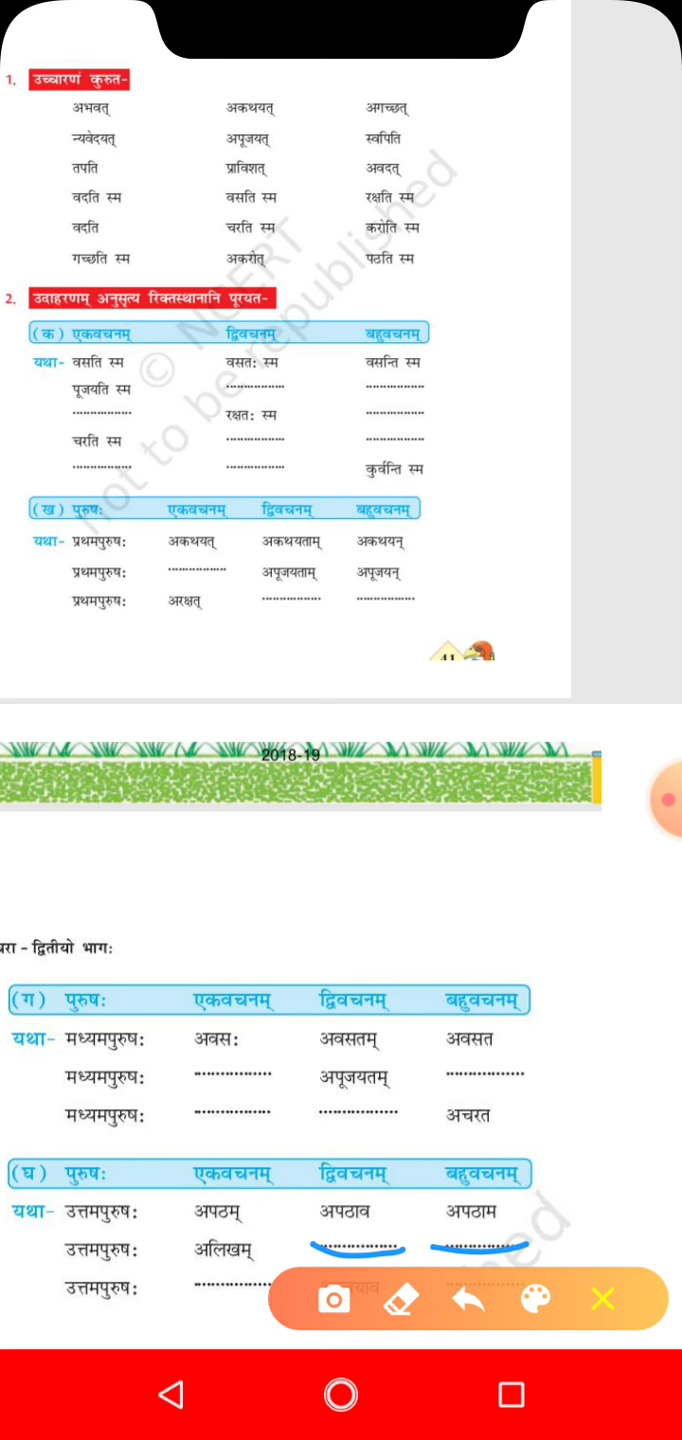 1. उच्चारणं कुरुत-
अभवत् अकथयत् अगच्छत्
न्यवेदयत् अपूजयत् स्वपिति
तपति प्राविशत् अवदत्
वदति स्म वसति स्म रक्षति स्म
वदति चरति स्म करोति स्म
गच्छति स्म अकरोत् पठति स्म
2. उदाहरणम् अनुसृत्य रिक्तस्थानानि पूरयत-
(क) एकवचनम् द्विवचनम् बहुवचनम्
यथा- वसति स्म वसतः स्म वसन्ति स्म
पूजयति स्म .................. ..................
.................. रक्षतः स्म ..................
चरति स्म .................. ..................
.................. .................. कुर्वन्ति स्म
(ख) पुरुषः एकवचनम् द्विवचनम् बहुवचनम्
यथा- प्रथमपुरुषः अकथयत् अकथयताम् अकथयन्
प्रथमपुरुषः .................. अपूजयताम् अपूजयन्
प्रथमपुरुषः अरक्षत् .................. ..................
41
© NCERT
not to be republished
2018-19
- द्वितीयो भागः
(ग) पुरुषः एकवचनम् द्विवचनम् बहुवचनम्
यथा- मध्यमपुरुषः अवसः अवसतम् अवसत
मध्यमपुरुषः .................. अपूजयतम् ..................
मध्यमपुरुषः .................. .................. अचरत
(घ) पुरुषः एकवचनम् द्विवचनम् बहुवचनम्
यथा- उत्तमपुरुषः अपठम् अपठाव अपठाम
उत्तमपुरुषः अलिखम् .................. ..................
उत्तमपुरुषः ..................